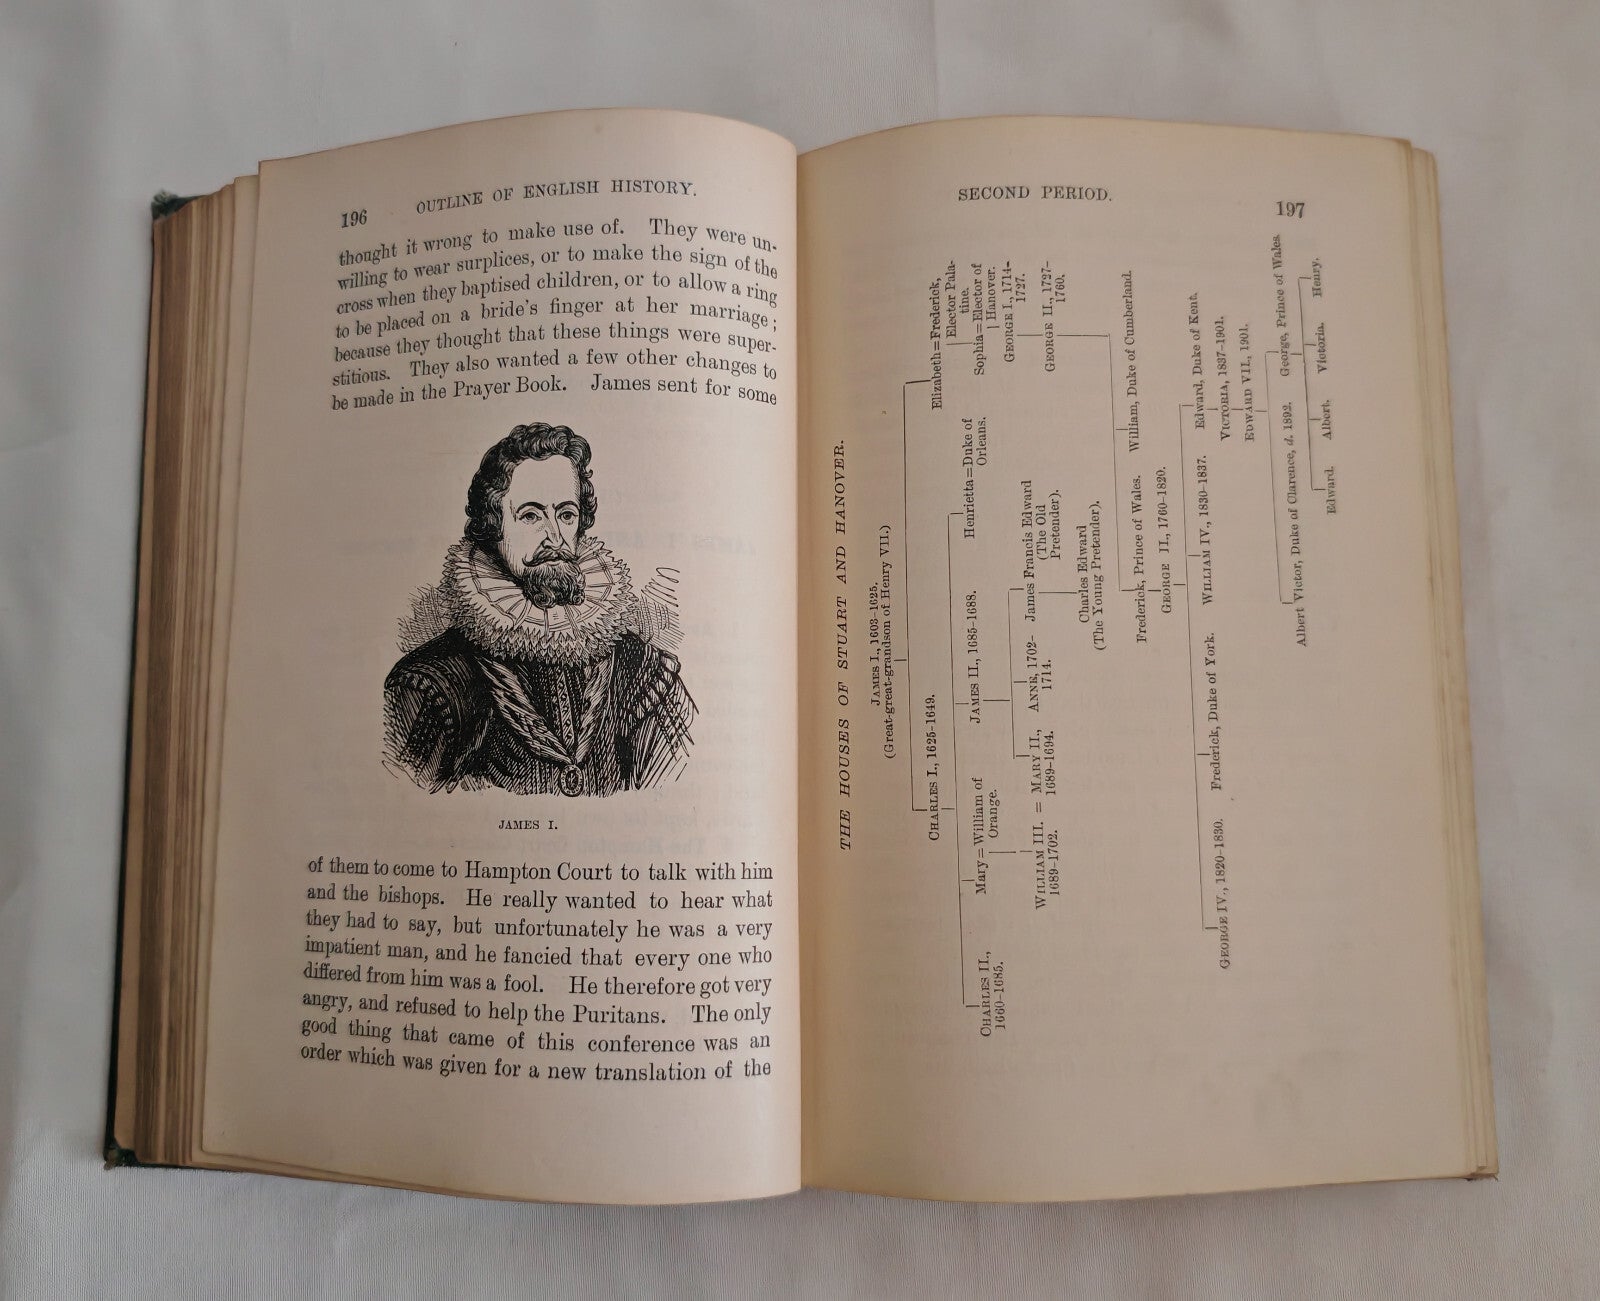 196
OUTLINE OF ENGLISH HISTORY.
thought it wrong to make use of. They were un-
willing to wear surplices, or to make the sign of the
cross when they baptised children, or to allow a ring
to be placed on a bride's finger at her marriage;
because they thought that these things were super-
stitious. They also wanted a few other changes to
be made in the Prayer Book. James sent for some
JAMES I.
of them to come to Hampton Court to talk with him
and the bishops. He really wanted to hear what
they had to say, but unfortunately he was a very
impatient man, and he fancied that every one who
differed from him was a fool. He therefore got very
angry, and refused to help the Puritans. The only
good thing that came of this conference was an
order which was given for a new translation of the
SECOND PERIOD.
197
THE HOUSES OF STUART AND HANOVER.
JAMES I., 1603–1625.
(Great-great-grandson of Henry VII.)
CHARLES I., 1625–1649.
Elizabeth = Frederick,
Elector Pala-
tine.
CHARLES II.,
1660–1685.
Mary = William of
Orange.
JAMES II., 1685–1688.
Henrietta = Duke of
Orleans.
Sophia = Elector of
Hanover.
GEORGE I., 1714–
1727.
WILLIAM III. = MARY II.,
1689–1702.
1689–1694.
ANNE, 1702–
1714.
James Francis Edward
(The Old
Pretender).
GEORGE II., 1727–
1760.
Charles Edward
(The Young Pretender).
Frederick, Prince of Wales.
William, Duke of Cumberland.
GEORGE II., 1760–1820.
GEORGE IV., 1820–1830.
Frederick, Duke of York.
WILLIAM IV., 1830–1837.
Edward, Duke of Kent.
VICTORIA, 1837–1901.
EDWARD VII., 1901.
Albert Victor, Duke of Clarence, d. 1892.
George, Prince of Wales.
Edward.
Albert.
Victoria.
Henry.